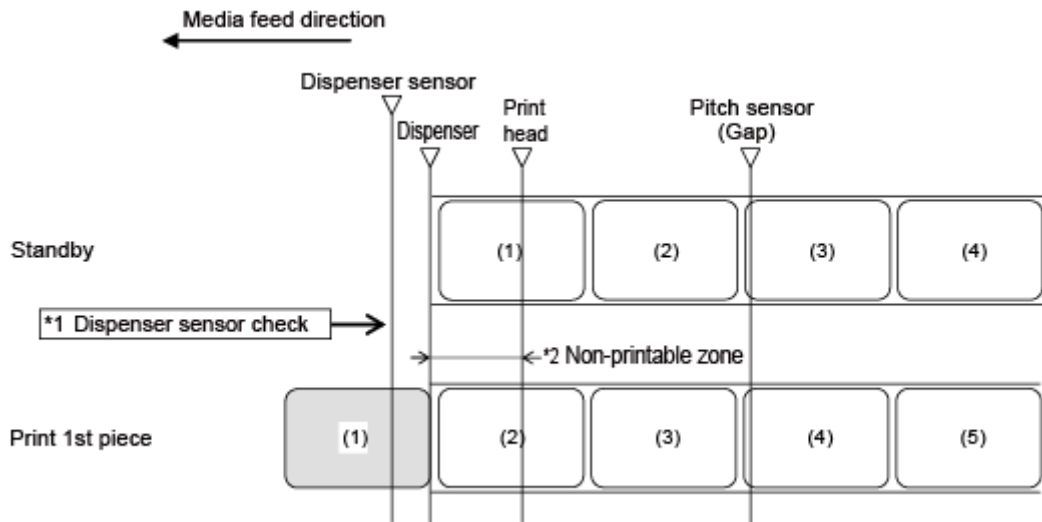 Media feed direction
Dispenser sensor
Dispenser
Print
head
Pitch sensor
(Gap)
Standby
(1)
(2)
(3)
(4)
*1 Dispenser sensor check
*2 Non-printable zone
Print 1st piece
(1)
(2)
(3)
(4)
(5)